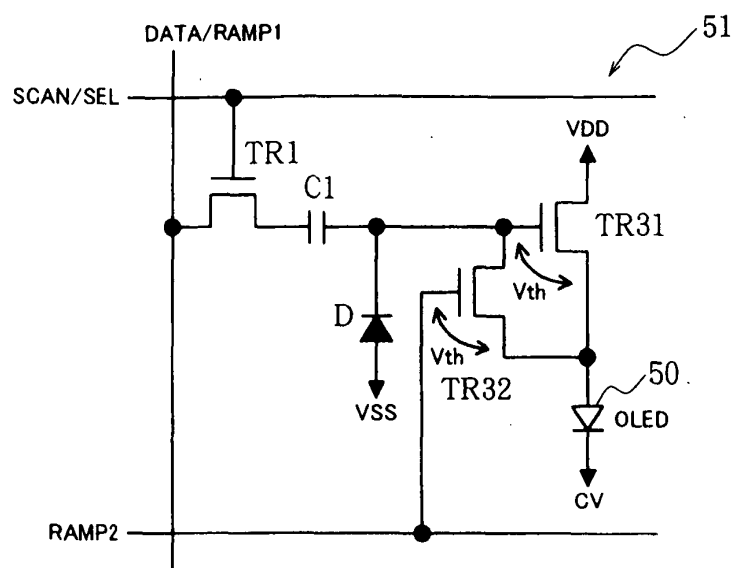 DATA/RAMP1
51
SCAN/SEL
VDD
TR1
C1
TR31
Vth
D
Vth
TR32
50
VSS
OLED
CV
RAMP2